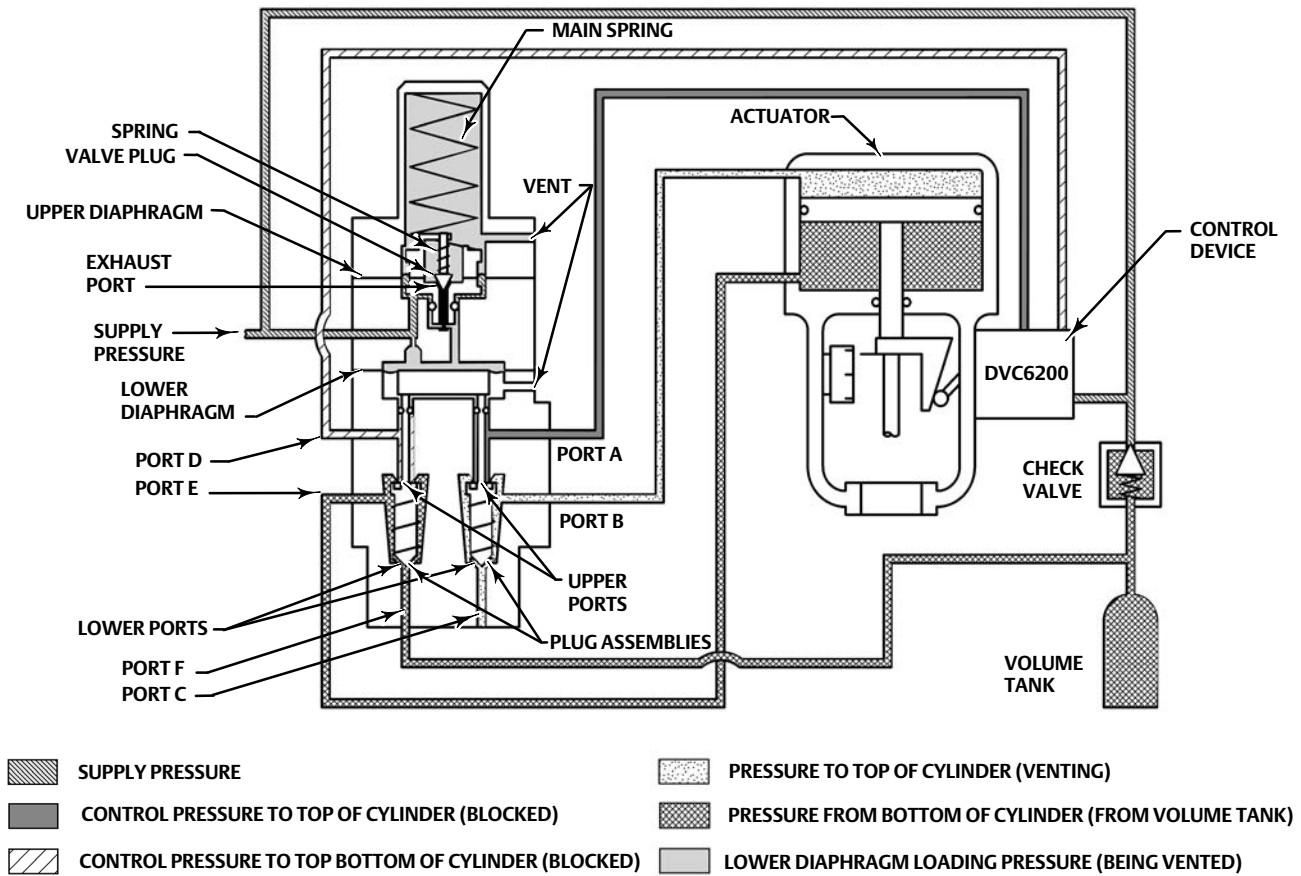 MAIN SPRING
SPRING
VALVE PLUG
UPPER DIAPHRAGM
EXHAUST
PORT
SUPPLY
PRESSURE
LOWER
DIAPHRAGM
PORT D
PORT E
LOWER PORTS
PORT F
PORT C
VENT
PORT A
PORT B
UPPER
PORTS
PLUG ASSEMBLIES
ACTUATOR
CONTROL
DEVICE
DVC6200
CHECK
VALVE
VOLUME
TANK
SUPPLY PRESSURE
CONTROL PRESSURE TO TOP OF CYLINDER (BLOCKED)
CONTROL PRESSURE TO TOP BOTTOM OF CYLINDER (BLOCKED)
PRESSURE TO TOP OF CYLINDER (VENTING)
PRESSURE FROM BOTTOM OF CYLINDER (FROM VOLUME TANK)
LOWER DIAPHRAGM LOADING PRESSURE (BEING VENTED)